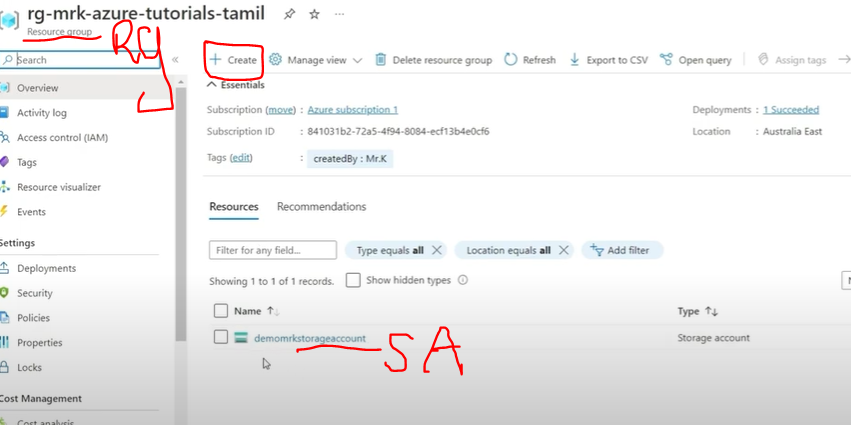 rg-mrk-azure-tutorials-tamil
Resource group
RG
Search
Create
Manage view
Delete resource group
Refresh
Export to CSV
Open query
Assign tags
Overview
Activity log
Access control (IAM)
Tags
Resource visualizer
Events
Settings
Deployments
Security
Policies
Properties
Locks
Cost Management
Cost analysis
Essentials
Subscription (move) : Azure subscription 1
Subscription ID : 841031b2-72a5-4f94-8084-ecf13b4e0cf6
Tags (edit) : createdBy : Mr.K
Deployments : 1 Succeeded
Location : Australia East
Resources Recommendations
Filter for any field...
Type equals all
Location equals all
Add filter
Showing 1 to 1 of 1 records.
Show hidden types
Name Type
demomrkstorageaccount Storage account
SA